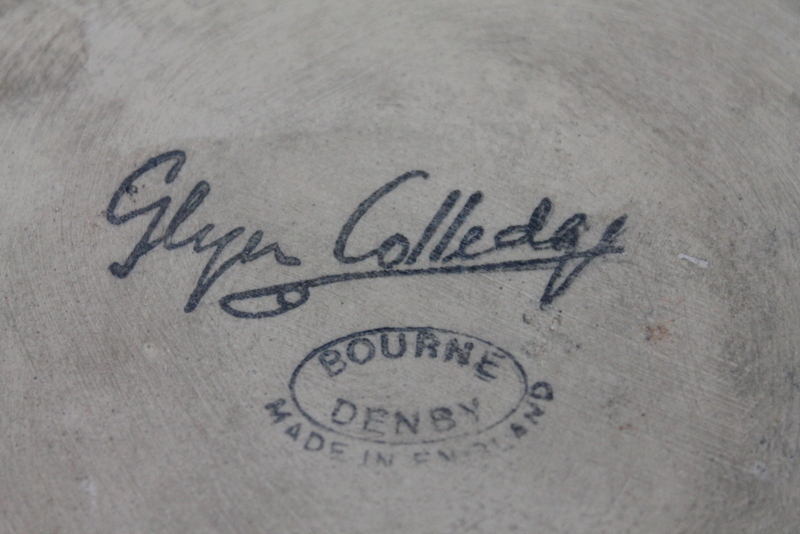 Glyn Colledge
BOURNE
DENBY
MADE IN ENGLAND